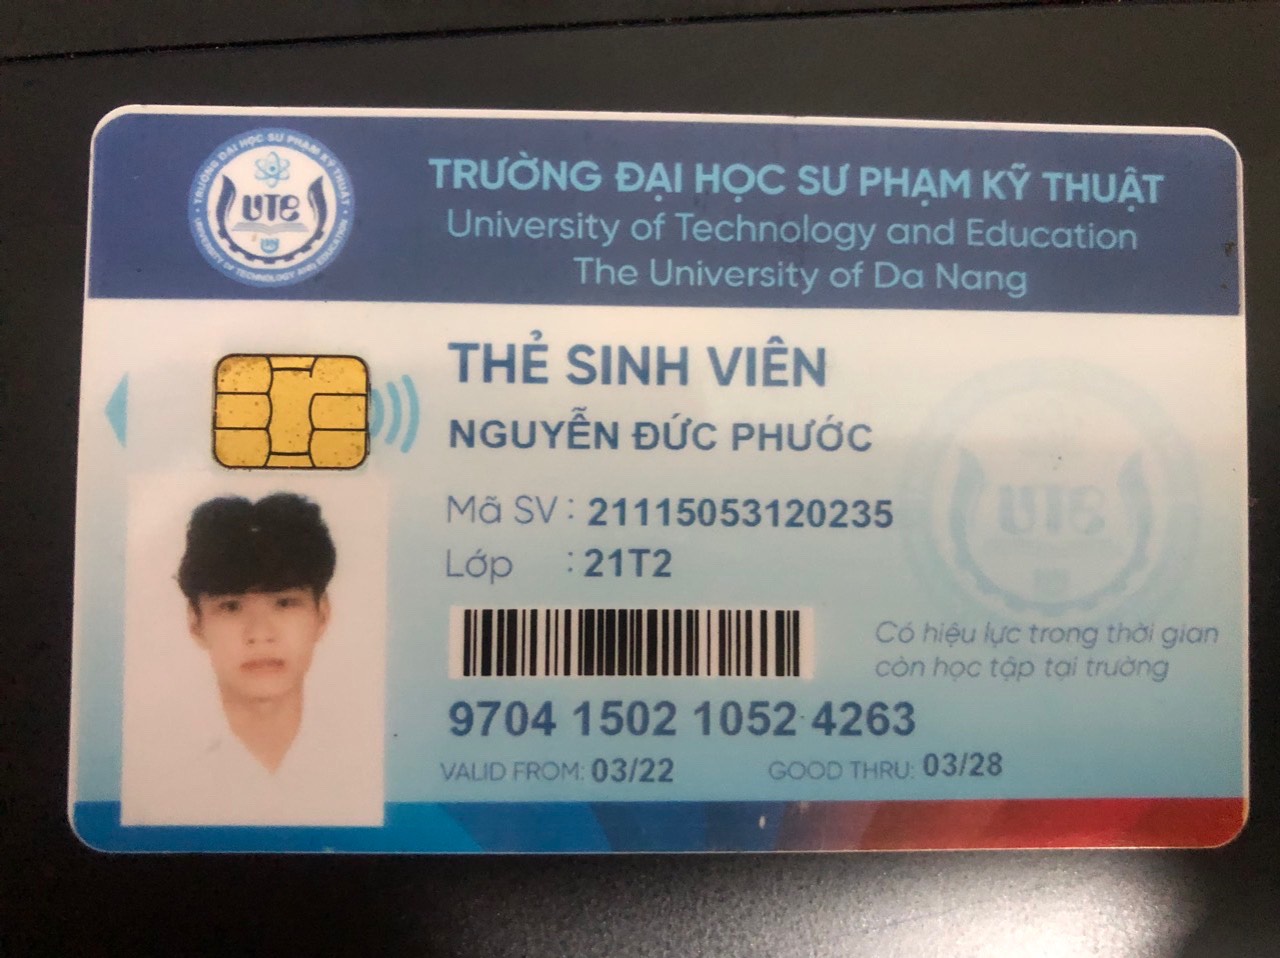 TRƯỜNG ĐẠI HỌC SƯ PHẠM KỸ THUẬT
UNIVERSITY OF TECHNOLOGY AND EDUCATION
UTE
TRƯỜNG ĐẠI HỌC SƯ PHẠM KỸ THUẬT
University of Technology and Education
The University of Da Nang
THẺ SINH VIÊN
NGUYỄN ĐỨC PHƯỚC
Mã SV : 21115053120235
Lớp : 21T2
UTE
Có hiệu lực trong thời gian
còn học tập tại trường
9704 1502 1052 4263
VALID FROM: 03/22 GOOD THRU: 03/28